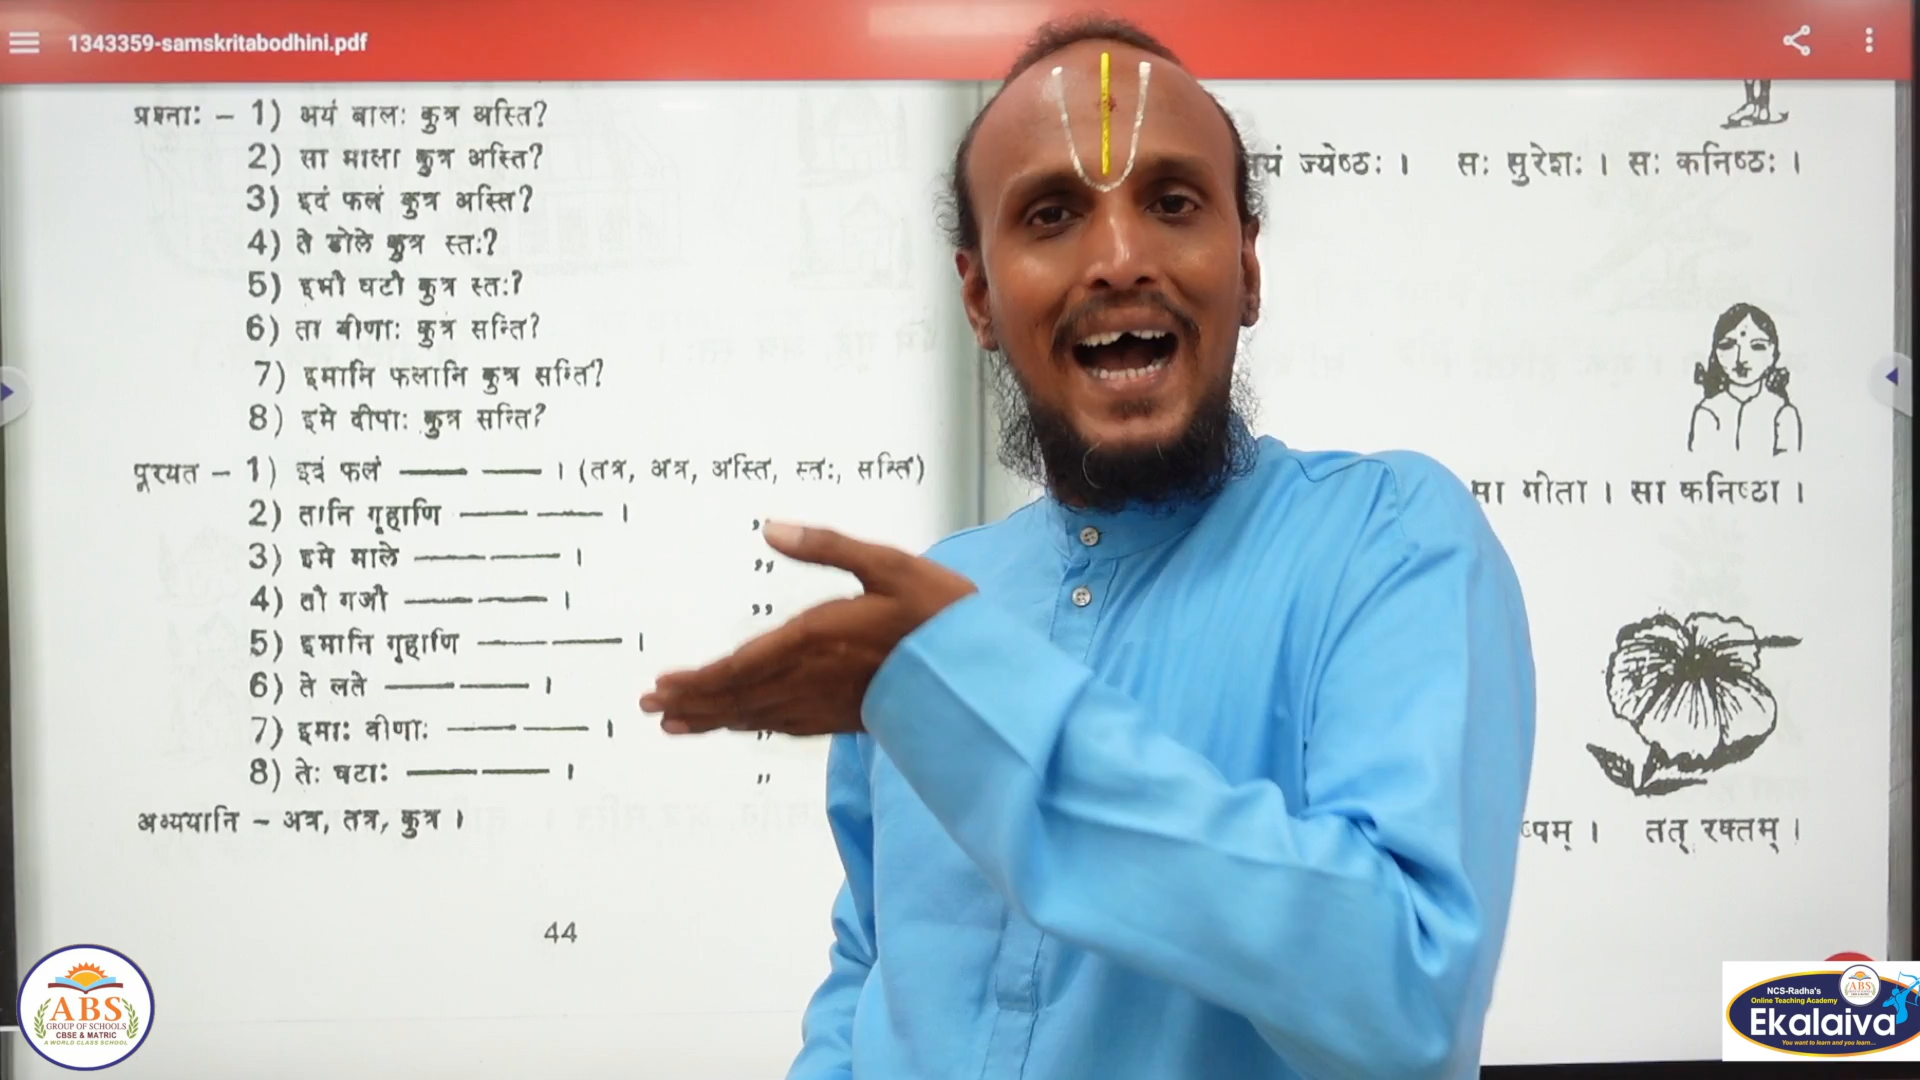 1343359-samskritabodhini.pdf
प्रश्नाः – 1) अयं बालः कुत्र अस्ति?
2) सा माला कुत्र अस्ति?
3) इदं फलं कुत्र अस्ति?
4) ते डोले कुत्र स्तः?
5) इमौ घटौ कुत्र स्तः?
6) ता वीणाः कुत्र सन्ति?
7) इमानि फलानि कुत्र सन्ति?
8) इमे दीपाः कुत्र सन्ति?
पूरयत – 1) इदं फलं —— —— । (तत्र, अत्र, अस्ति, स्तः, सन्ति)
2) तानि गृहाणि —— —— । ,
3) इमे माले —— —— । ,,
4) तौ गजौ —— —— । ,,
5) इमानि गृहाणि —— —— ।
6) ते लते —— —— ।
7) इमाः वीणाः —— —— । ,,
8) तेः घटाः —— —— । ,,
अव्ययानि – अत्र, तत्र, कुत्र ।
44
यं ज्येष्ठः । सः सुरेशः । सः कनिष्ठः ।
सा गीता । सा कनिष्ठा ।
ष्पम् । तत् रक्तम् ।
ABS
GROUP OF SCHOOLS
CBSE & MATRIC
A WORLD CLASS SCHOOL
NCS-Radha's
Online Teaching Academy
ABS
Ekalaiva
You want to learn and you learn...